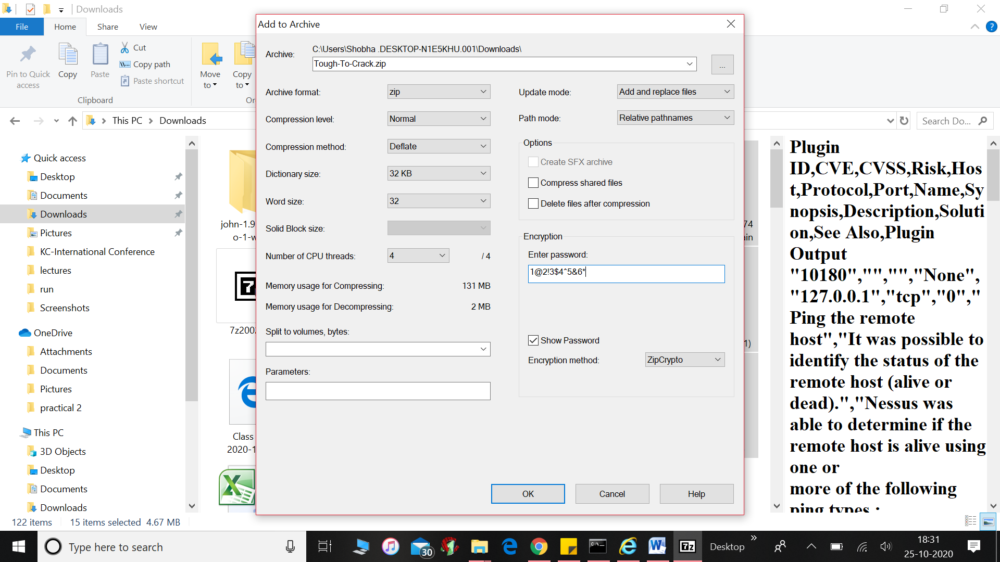 Downloads
File Home Share View
Pin to Quick access
Copy
Paste
Cut
Copy path
Paste shortcut
Move to
Copy to
Clipboard
Or
This PC > Downloads
Search Do...
Quick access
Desktop
Documents
Downloads
Pictures
KC-International Conference
lectures
run
Screenshots
OneDrive
Attachments
Documents
Pictures
practical 2
This PC
3D Objects
Desktop
Documents
Downloads
john-1.9
o-1-w
7z200
Class
2020-1
122 items 15 items selected 4.67 MB
Add to Archive
Archive:
C:\Users\Shobha .DESKTOP-N1E5KHU.001\Downloads\
Tough-To-Crack.zip
...
Archive format: zip
Compression level: Normal
Compression method: Deflate
Dictionary size: 32 KB
Word size: 32
Solid Block size:
Number of CPU threads: 4 / 4
Memory usage for Compressing: 131 MB
Memory usage for Decompressing: 2 MB
Split to volumes, bytes:
Parameters:
Update mode: Add and replace files
Path mode: Relative pathnames
Options
Create SFX archive
Compress shared files
Delete files after compression
Encryption
Enter password:
1@2!3$4^5&6*
Show Password
Encryption method: ZipCrypto
OK Cancel Help
74
in
1)
Plugin
ID,CVE,CVSS,Risk,Hos
t,Protocol,Port,Name,Sy
nopsis,Description,Soluti
on,See Also,Plugin
Output
"10180","","","None",
"127.0.0.1","tcp","0","
Ping the remote
host","It was possible to
identify the status of the
remote host (alive or
dead).","Nessus was
able to determine if the
remote host is alive using
one or
more of the following
ping types :
Type here to search
30
7z
Desktop
18:31
25-10-2020